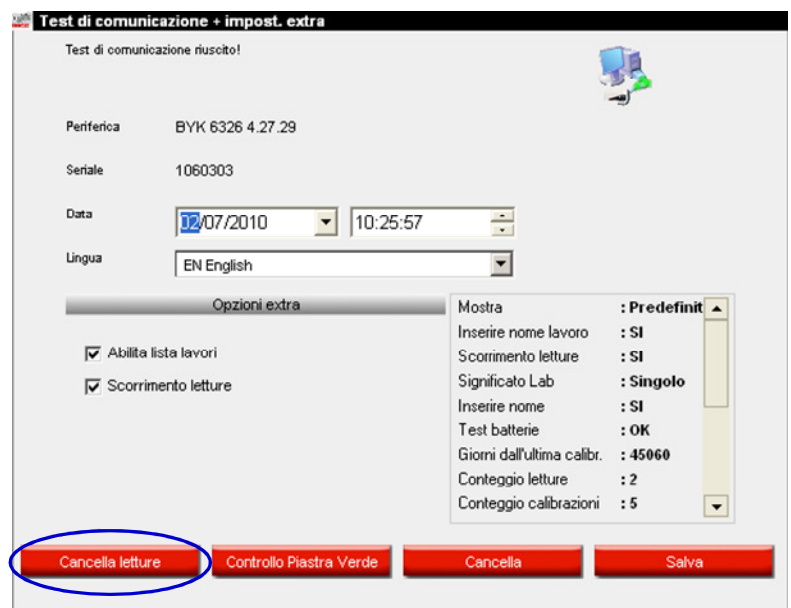 Test di comunicazione + impost. extra
Test di comunicazione riuscito!
Periferica BYK 6326 4.27.29
Seriale 1060303
Data 02/07/2010 10:25:57
Lingua EN English
Opzioni extra
Abilita lista lavori
Scorrimento letture
Mostra : Predefinit
Inserire nome lavoro : SI
Scorrimento letture : SI
Significato Lab : Singolo
Inserire nome : SI
Test batterie : OK
Giorni dall'ultima calibr. : 45060
Conteggio letture : 2
Conteggio calibrazioni : 5
Cancella letture Controllo Piastra Verde Cancella Salva